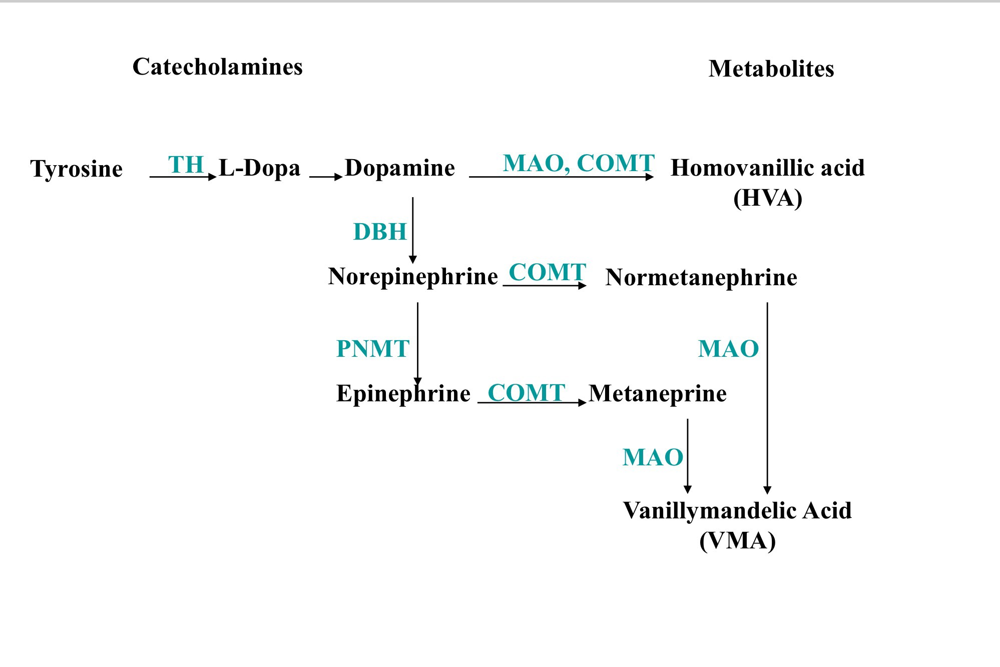 Catecholamines
Metabolites
Tyrosine
TH
L-Dopa
Dopamine
MAO, COMT
Homovanillic acid
(HVA)
DBH
Norepinephrine
COMT
Normetanephrine
PNMT
MAO
Epinephrine
COMT
Metaneprine
MAO
Vanillymandelic Acid
(VMA)